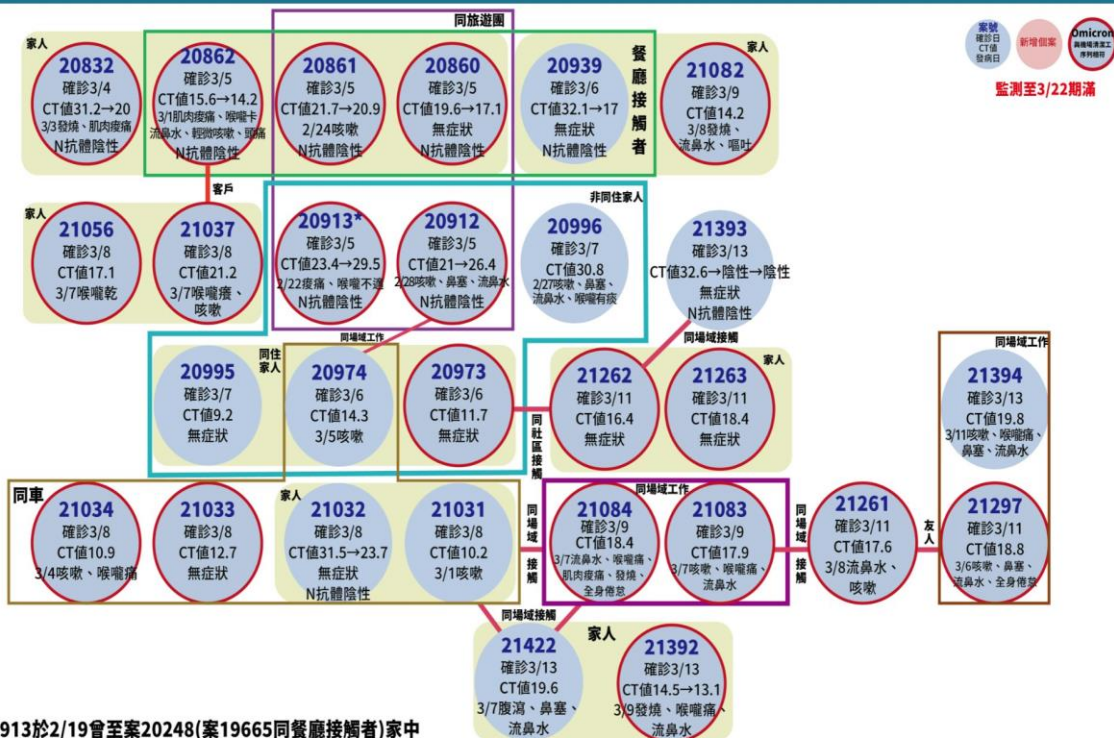 同旅遊團
家人
20832
確診3/4
CT值31.2→20
3/3發燒、肌肉痠痛
N抗體陰性
20862
確診3/5
CT值15.6→14.2
3/1肌肉痠痛、喉嚨卡
流鼻水、輕微咳嗽、頭痛
N抗體陰性
20861
確診3/5
CT值21.7→20.9
2/24咳嗽
N抗體陰性
20860
確診3/5
CT值19.6→17.1
無症狀
N抗體陰性
20939
確診3/6
CT值32.1→17
無症狀
N抗體陰性
餐廳接觸者
家人
21082
確診3/9
CT值14.2
3/8發燒、
流鼻水、嘔吐
案號
確診日
CT值
發病日
新增個案
Omicron
與機場清潔工
序列相符
監測至3/22期滿
客戶
家人
21056
確診3/8
CT值17.1
3/7喉嚨乾
21037
確診3/8
CT值21.2
3/7喉嚨癢、
咳嗽
20913*
確診3/5
CT值23.4→29.5
2/22痠痛、喉嚨不適
N抗體陰性
20912
確診3/5
CT值21→26.4
2/28咳嗽、鼻塞、流鼻水
N抗體陰性
非同住家人
20996
確診3/7
CT值30.8
2/27咳嗽、鼻塞、
流鼻水、喉嚨有痰
21393
確診3/13
CT值32.6→陰性→陰性
無症狀
N抗體陰性
同場域工作
同場域接觸
20995
確診3/7
CT值9.2
無症狀
同住
家人
20974
確診3/6
CT值14.3
3/5咳嗽
20973
確診3/6
CT值11.7
無症狀
同社區接觸
21262
確診3/11
CT值16.4
無症狀
21263
確診3/11
CT值18.4
無症狀
家人
同場域工作
21394
確診3/13
CT值19.8
3/11咳嗽、喉嚨痛、
鼻塞、流鼻水
同車
21034
確診3/8
CT值10.9
3/4咳嗽、喉嚨痛
21033
確診3/8
CT值12.7
無症狀
家人
21032
確診3/8
CT值31.5→23.7
無症狀
N抗體陰性
21031
確診3/8
CT值10.2
3/1咳嗽
同場域接觸
同場域工作
21084
確診3/9
CT值18.4
3/7流鼻水、喉嚨痛、
肌肉痠痛、發燒、
全身倦怠
21083
確診3/9
CT值17.9
3/7咳嗽、喉嚨痛、
流鼻水
同場域接觸
21261
確診3/11
CT值17.6
3/8流鼻水、
咳嗽
友人
21297
確診3/11
CT值18.8
3/6咳嗽、鼻塞、
流鼻水、全身倦怠
同場域接觸
21422
確診3/13
CT值19.6
3/7腹瀉、鼻塞、
流鼻水
家人
21392
確診3/13
CT值14.5→13.1
3/9發燒、喉嚨痛、
流鼻水
913於2/19曾至案20248(案19665同餐廳接觸者)家中